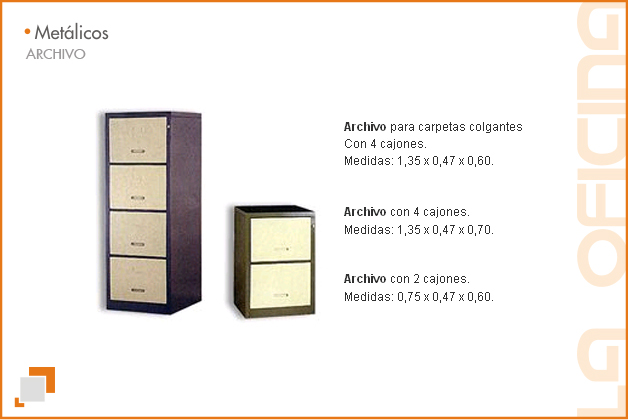 Metálicos
ARCHIVO
Archivo para carpetas colgantes
Con 4 cajones.
Medidas: 1,35 x 0,47 x 0,60.
Archivo con 4 cajones.
Medidas: 1,35 x 0,47 x 0,70.
Archivo con 2 cajones.
Medidas: 0,75 x 0,47 x 0,60.
LA OFICINA